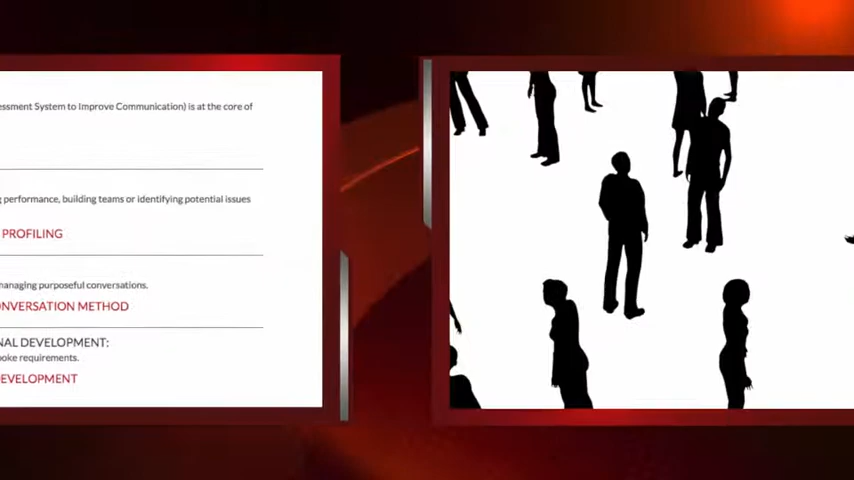 essment System to Improve Communication) is at the core of
performance, building teams or identifying potential issues
PROFILING
managing purposeful conversations.
ONVERSATION METHOD
NAL DEVELOPMENT:
oke requirements.
EVELOPMENT